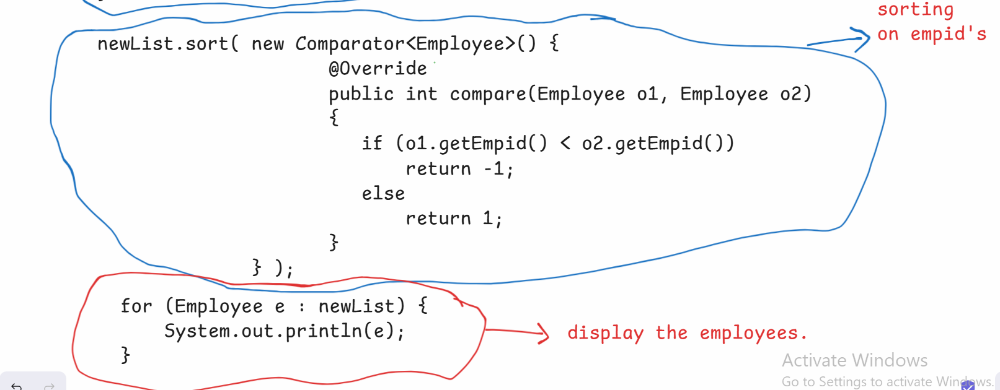 sorting
on empid's
newList.sort( new Comparator<Employee>() {
@Override
public int compare(Employee o1, Employee o2)
{
if (o1.getEmpid() < o2.getEmpid())
return -1;
else
return 1;
}
} );
for (Employee e : newList) {
System.out.println(e);
}
display the employees.
Activate Windows
Go to Settings to activate Windows.